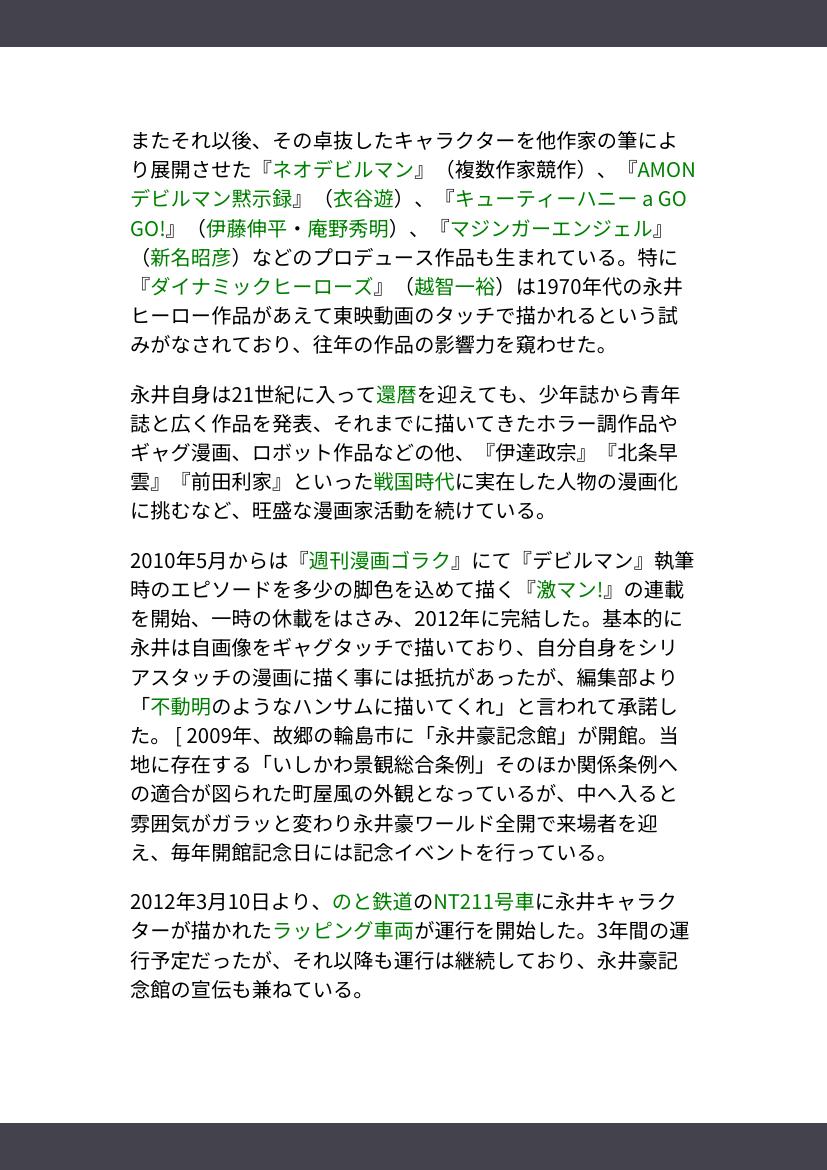 またそれ以後、その卓抜したキャラクターを他作家の筆によ
り展開させた『ネオデビルマン』（複数作家競作）、『AMON
デビルマン黙示録』（衣谷遊）、『キューティーハニー a GO
GO!』（伊藤伸平・庵野秀明）、『マジンガーエンジェル』
（新名昭彦）などのプロデュース作品も生まれている。特に
『ダイナミックヒーローズ』（越智一裕）は1970年代の永井
ヒーロー作品があえて東映動画のタッチで描かれるという試
みがなされており、往年の作品の影響力を窺わせた。
永井自身は21世紀に入って還暦を迎えても、少年誌から青年
誌と広く作品を発表、それまでに描いてきたホラー調作品や
ギャグ漫画、ロボット作品などの他、『伊達政宗』『北条早
雲』『前田利家』といった戦国時代に実在した人物の漫画化
に挑むなど、旺盛な漫画家活動を続けている。
2010年5月からは『週刊漫画ゴラク』にて『デビルマン』執筆
時のエピソードを多少の脚色を込めて描く『激マン!』の連載
を開始、一時の休載をはさみ、2012年に完結した。基本的に
永井は自画像をギャグタッチで描いており、自分自身をシリ
アスタッチの漫画に描く事には抵抗があったが、編集部より
「不動明のようなハンサムに描いてくれ」と言われて承諾し
た。 [ 2009年、故郷の輪島市に「永井豪記念館」が開館。当
地に存在する「いしかわ景観総合条例」そのほか関係条例へ
の適合が図られた町屋風の外観となっているが、中へ入ると
雰囲気がガラッと変わり永井豪ワールド全開で来場者を迎
え、毎年開館記念日には記念イベントを行っている。
2012年3月10日より、のと鉄道のNT211号車に永井キャラク
ターが描かれたラッピング車両が運行を開始した。3年間の運
行予定だったが、それ以降も運行は継続しており、永井豪記
念館の宣伝も兼ねている。